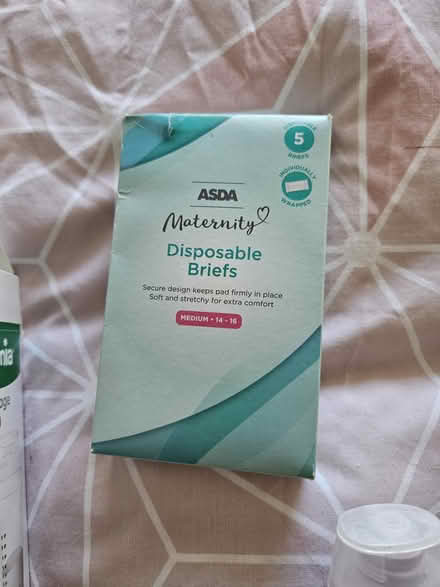 5
BRIEFS
INDIVIDUALLY
WRAPPED
ASDA
Maternity
Disposable
Briefs
Secure design keeps pad firmly in place
Soft and stretchy for extra comfort
MEDIUM • 14 - 16
nia